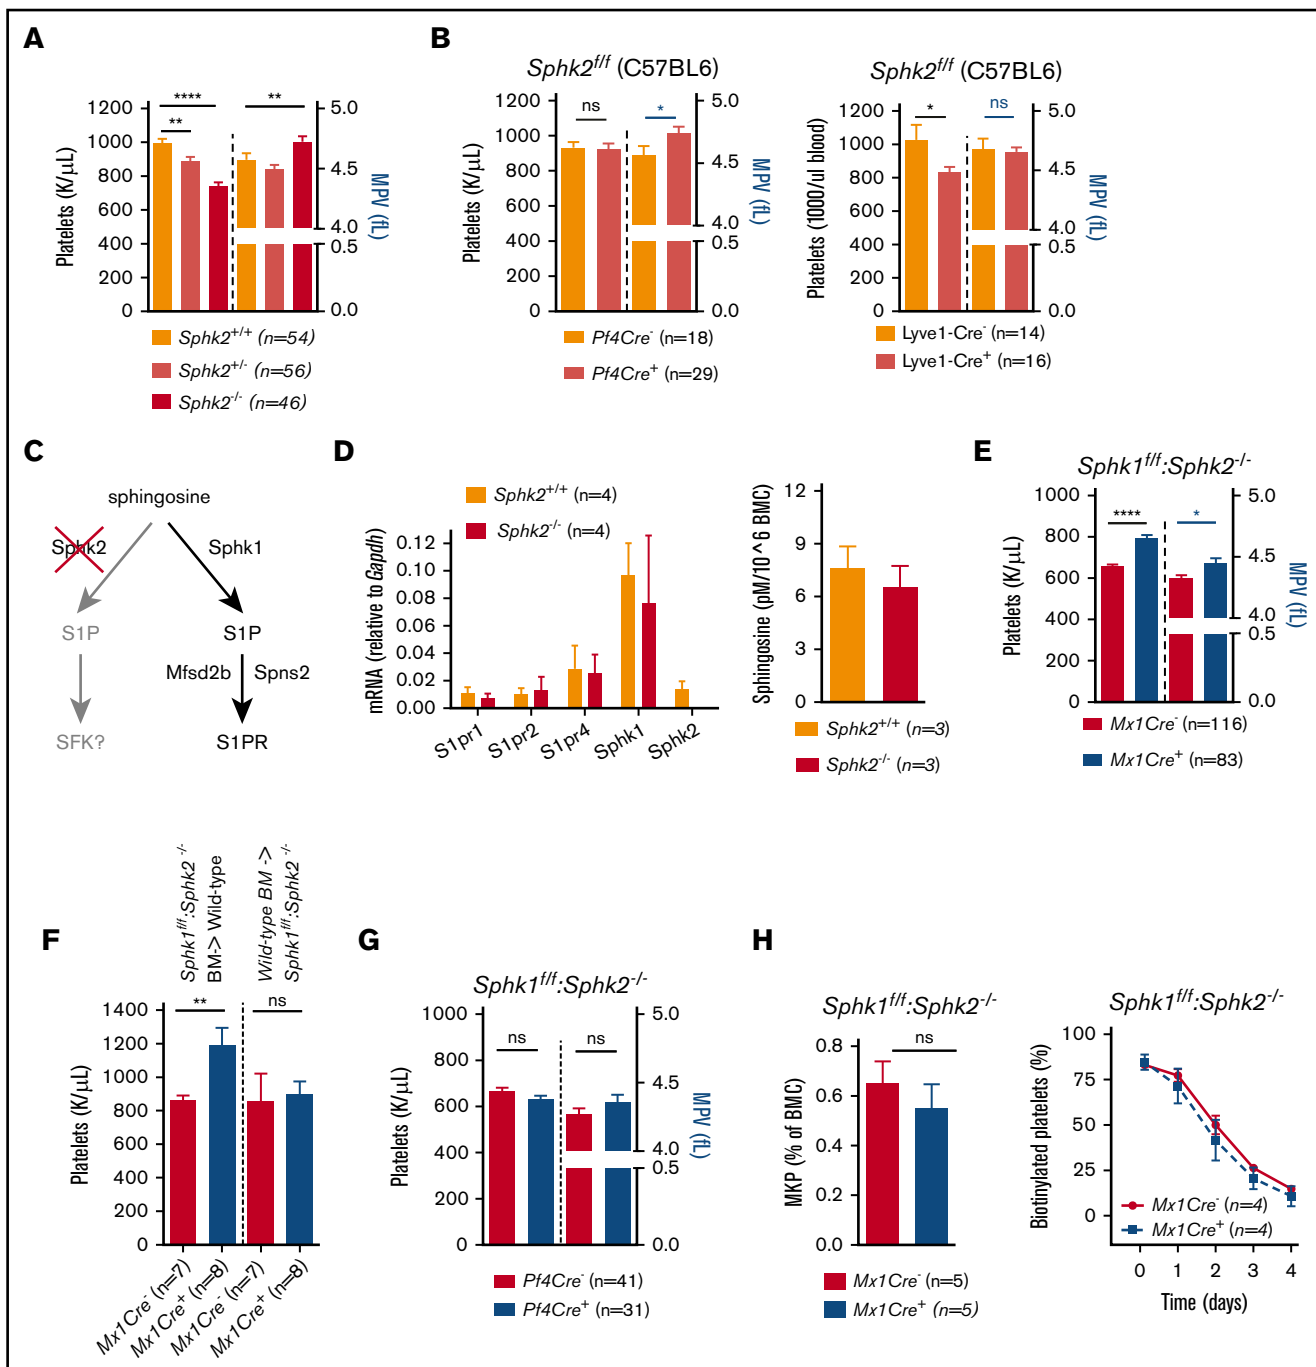 A
Platelets (K/μL)
1200
1000
800
600
400
200
0
****
**
**
5.0
4.5
4.0
0.5
0.0
MPV (fL)
Sphk2+/+ (n=54)
Sphk2+/- (n=56)
Sphk2-/- (n=46)
B
Sphk2f/f (C57BL6)
Platelets (K/μL)
1200
1000
800
600
400
200
0
ns
*
5.0
4.5
4.0
0.5
0.0
MPV (fL)
Pf4Cre- (n=18)
Pf4Cre+ (n=29)
Sphk2f/f (C57BL6)
Platelets (1000/ul blood)
1200
1000
800
600
400
200
0
*
ns
5.0
4.5
4.0
0.5
0.0
MPV (fL)
Lyve1-Cre- (n=14)
Lyve1-Cre+ (n=16)
C
sphingosine
Sphk2
Sphk1
S1P
S1P
Mfsd2b
Spns2
SFK?
S1PR
D
Sphk2+/+ (n=4)
Sphk2-/- (n=4)
mRNA (relative to Gapdh)
0.12
0.10
0.08
0.06
0.04
0.02
0.00
S1pr1
S1pr2
S1pr4
Sphk1
Sphk2
Sphingosine (pM/10^6 BMC)
12
9
6
3
0
Sphk2+/+ (n=3)
Sphk2-/- (n=3)
E
Sphk1f/f:Sphk2-/-
Platelets (K/μL)
1000
800
600
400
200
0
****
*
5.0
4.5
4.0
0.5
0.0
MPV (fL)
Mx1Cre- (n=116)
Mx1Cre+ (n=83)
F
Sphk1f/f:Sphk2-/-
BM-> Wild-type
Wild-type BM ->
Sphk1f/f:Sphk2-/-
Platelets (K/μL)
1400
1200
1000
800
600
400
200
0
**
ns
Mx1Cre- (n=7)
Mx1Cre+ (n=8)
Mx1Cre- (n=7)
Mx1Cre+ (n=8)
G
Sphk1f/f:Sphk2-/-
Platelets (K/μL)
1000
800
600
400
200
0
ns
ns
5.0
4.5
4.0
0.5
0.0
MPV (fL)
Pf4Cre- (n=41)
Pf4Cre+ (n=31)
H
Sphk1f/f:Sphk2-/-
MKP (% of BMC)
0.8
0.6
0.4
0.2
0.0
ns
Mx1Cre- (n=5)
Mx1Cre+ (n=5)
Sphk1f/f:Sphk2-/-
Biotinylated platelets (%)
100
75
50
25
0
Mx1Cre- (n=4)
Mx1Cre+ (n=4)
0
1
2
3
4
Time (days)